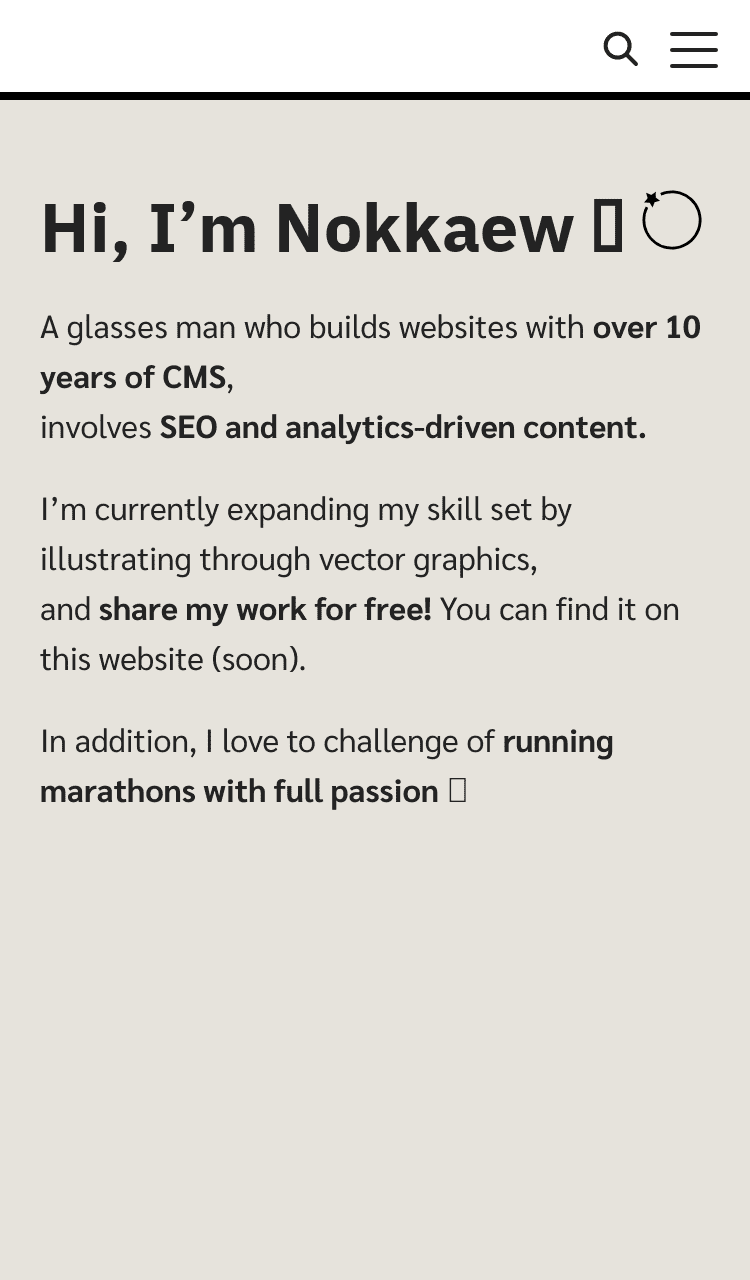 Hi, I’m Nokkaew
A glasses man who builds websites with over 10
years of CMS,
involves SEO and analytics-driven content.
I’m currently expanding my skill set by
illustrating through vector graphics,
and share my work for free! You can find it on
this website (soon).
In addition, I love to challenge of running
marathons with full passion